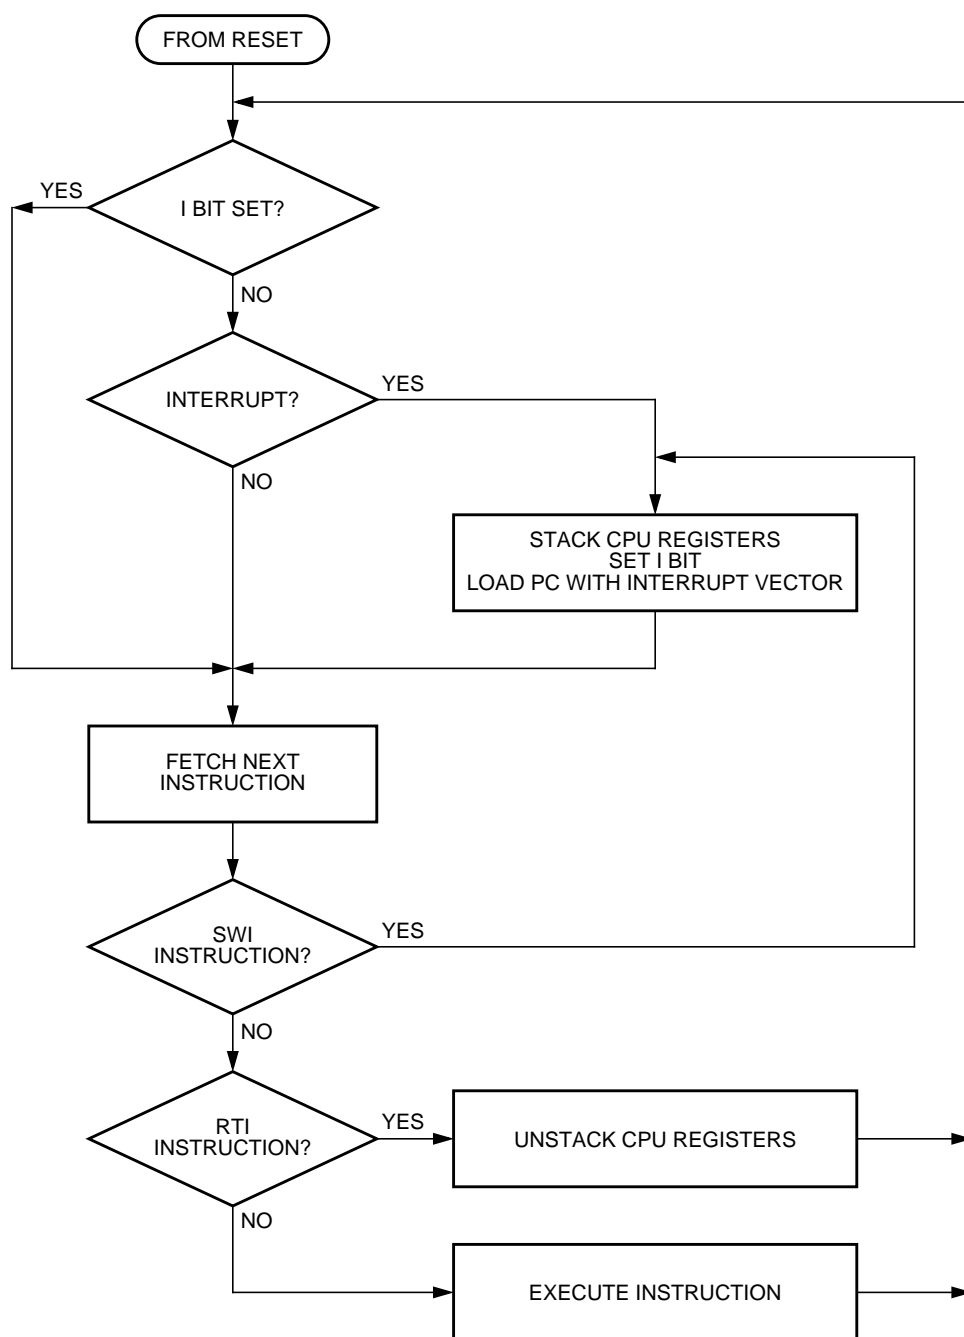 FROM RESET
YES
I BIT SET?
NO
INTERRUPT?
YES
NO
STACK CPU REGISTERS
SET I BIT
LOAD PC WITH INTERRUPT VECTOR
FETCH NEXT
INSTRUCTION
SWI
INSTRUCTION?
YES
NO
RTI
INSTRUCTION?
YES
UNSTACK CPU REGISTERS
NO
EXECUTE INSTRUCTION